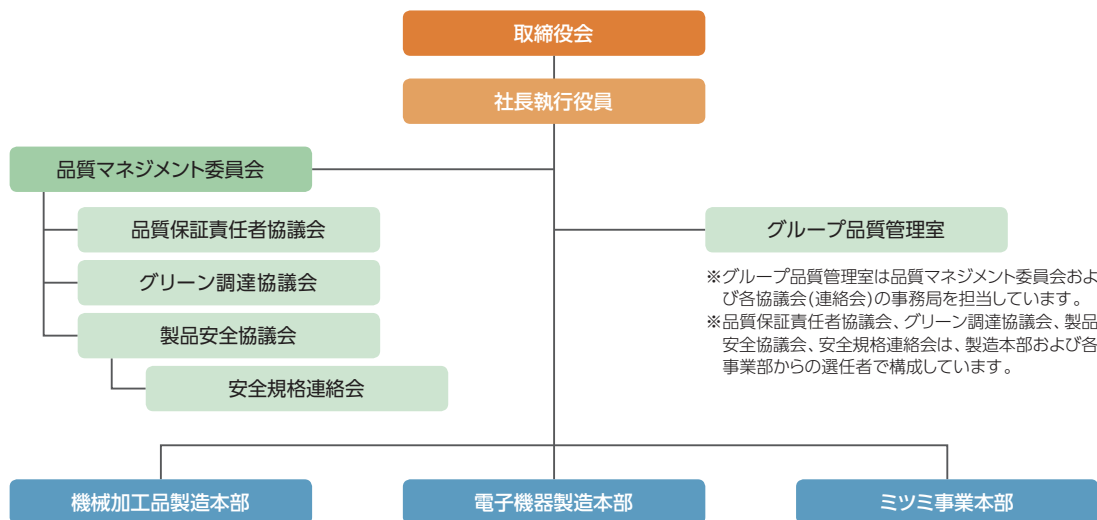 取締役会
社長執行役員
品質マネジメント委員会
品質保証責任者協議会
グリーン調達協議会
製品安全協議会
安全規格連絡会
グループ品質管理室
※グループ品質管理室は品質マネジメント委員会およ
び各協議会(連絡会)の事務局を担当しています。
※品質保証責任者協議会、グリーン調達協議会、製品
安全協議会、安全規格連絡会は、製造本部および各
事業部からの選任者で構成しています。
機械加工品製造本部
電子機器製造本部
ミツミ事業本部